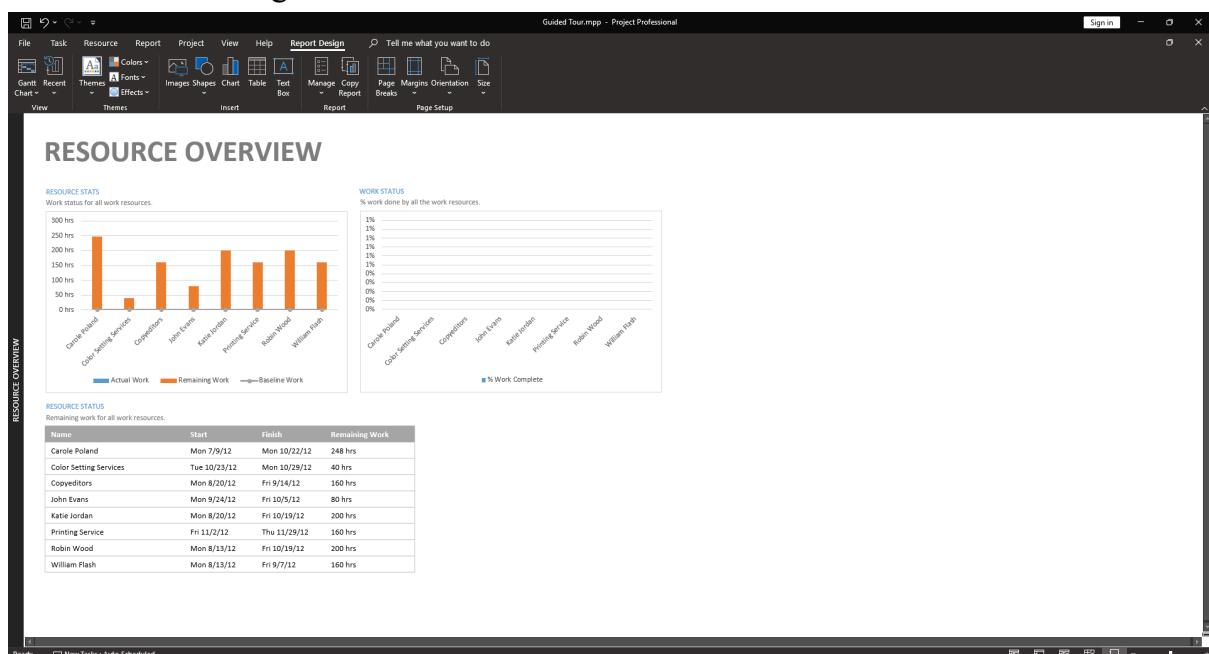 Guided Tour.mpp - Project Professional
Sign in
File Task Resource Report Project View Help Report Design Tell me what you want to do
Gantt Chart
Recent
Themes
Colors
Fonts
Effects
Images Shapes Chart Table Text Box
Manage Copy Report
Page Breaks Margins Orientation Size
View Themes Insert Report Page Setup
RESOURCE OVERVIEW
RESOURCE OVERVIEW
RESOURCE STATS
Work status for all work resources.
300 hrs
250 hrs
200 hrs
150 hrs
100 hrs
50 hrs
0 hrs
Carole Poland
Color Setting Services
Copyeditors
John Evans
Katie Jordan
Printing Service
Robin Wood
William Flash
Actual Work Remaining Work Baseline Work
WORK STATUS
% work done by all the work resources.
1%
1%
1%
1%
1%
1%
0%
0%
0%
0%
0%
Carole Poland
Color Setting Services
Copyeditors
John Evans
Katie Jordan
Printing Service
Robin Wood
William Flash
% Work Complete
RESOURCE STATUS
Remaining work for all work resources.
Name Start Finish Remaining Work
Carole Poland Mon 7/9/12 Mon 10/22/12 248 hrs
Color Setting Services Tue 10/23/12 Mon 10/29/12 40 hrs
Copyeditors Mon 8/20/12 Fri 9/14/12 160 hrs
John Evans Mon 9/24/12 Fri 10/5/12 80 hrs
Katie Jordan Mon 8/20/12 Fri 10/19/12 200 hrs
Printing Service Fri 11/2/12 Thu 11/29/12 160 hrs
Robin Wood Mon 8/13/12 Fri 10/19/12 200 hrs
William Flash Mon 8/13/12 Fri 9/7/12 160 hrs